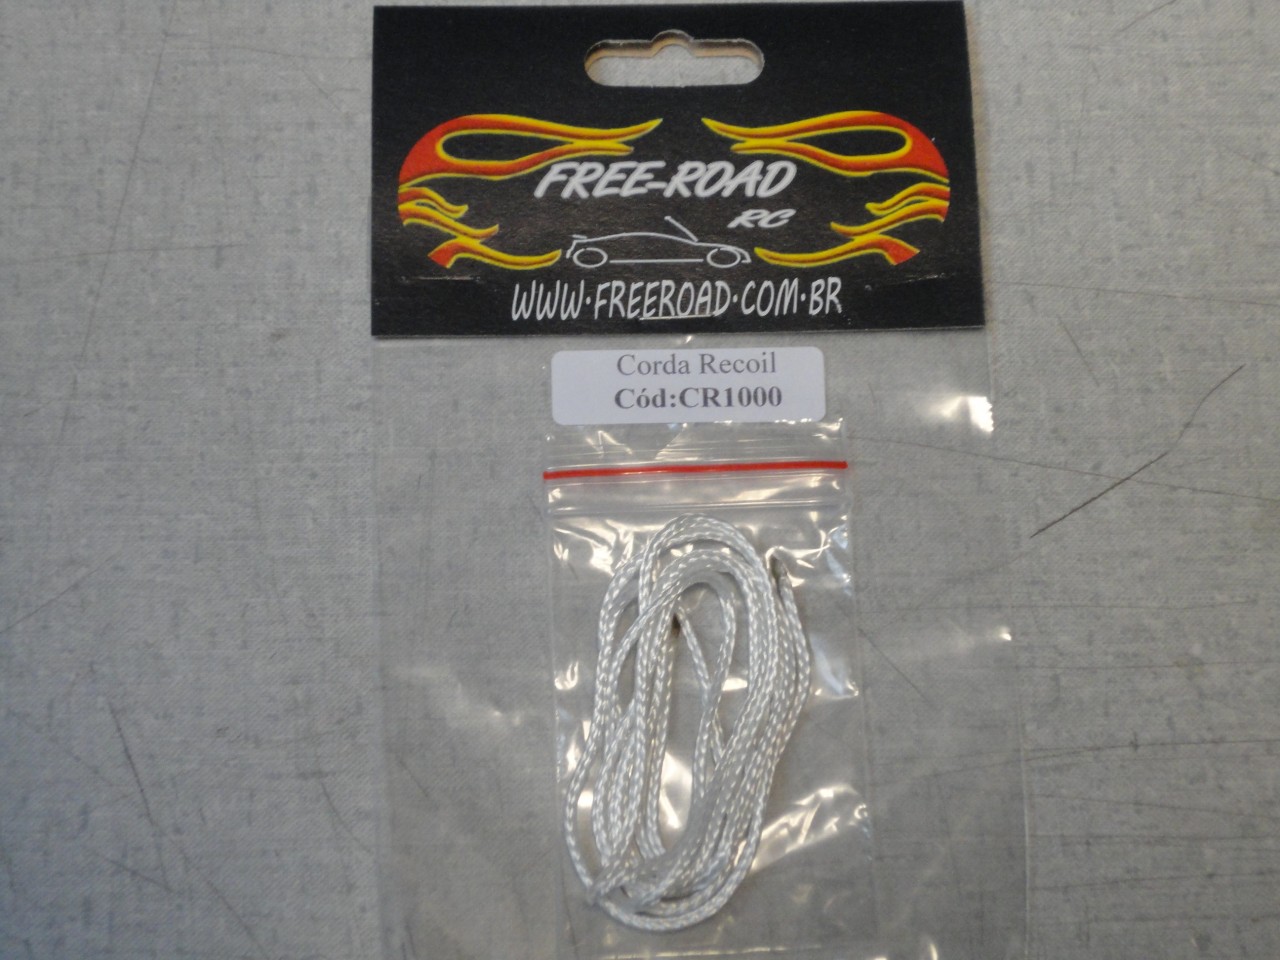 FREE-ROAD
RC
WWW·FREEROAD·COM·BR
Corda Recoil
Cód:CR1000